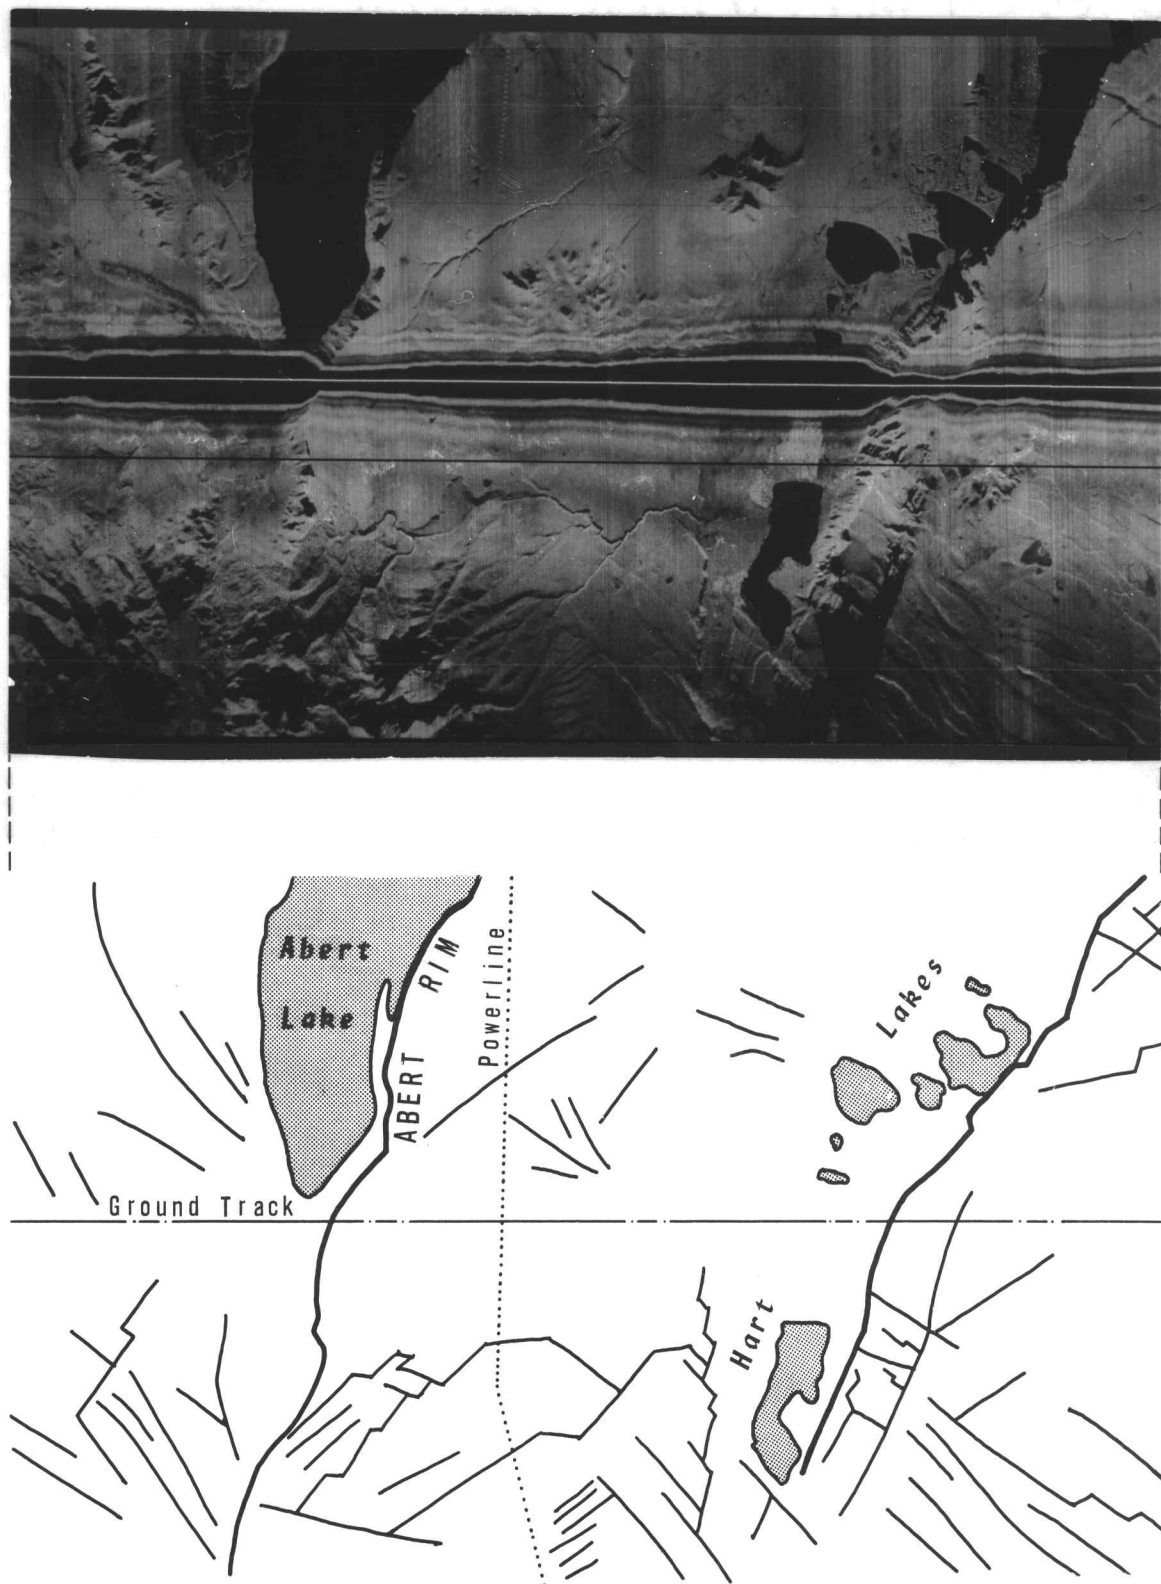 Abert
Lake
ABERT RIM
Powerline
Lakes
Ground Track
Hart